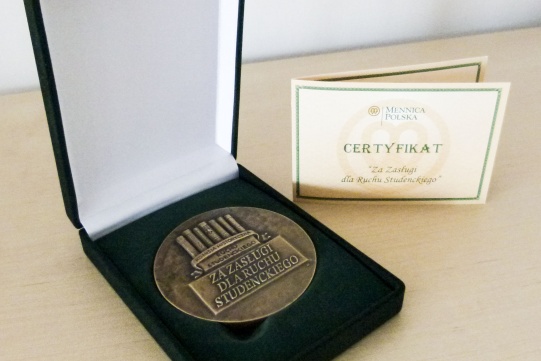 MENNICA
POLSKA
CERTYFIKAT
"Za Zasługi
dla Ruchu Studenckiego"
ZA ZASŁUGI
DLA RUCHU
STUDENCKIEGO